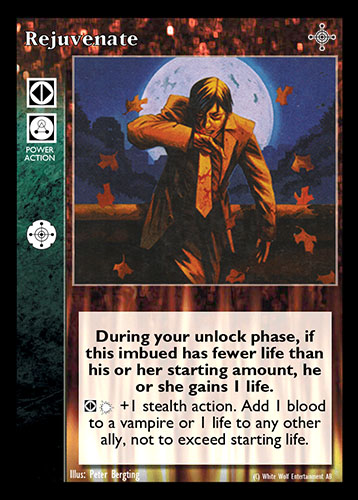 Rejuvenate
POWER
ACTION
During your unlock phase, if
this imbued has fewer life than
his or her starting amount, he
or she gains 1 life.
+1 stealth action. Add 1 blood
to a vampire or 1 life to any other
ally, not to exceed starting life.
Illus: Peter Bergting
(C) White Wolf Entertainment AB